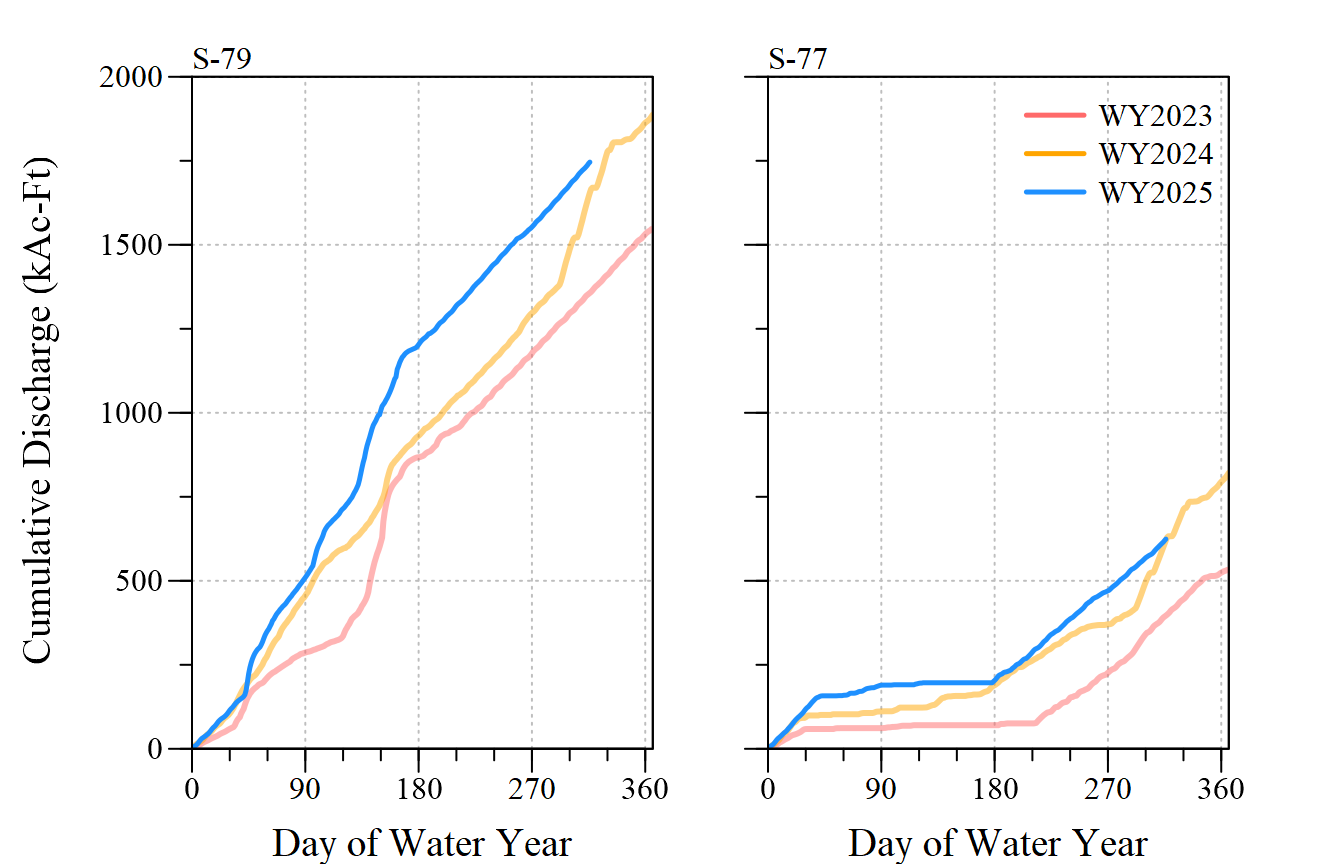 S-79
S-77
2000
1500
1000
500
0
Cumulative Discharge (kAc-Ft)
WY2023
WY2024
WY2025
0 90 180 270 360
0 90 180 270 360
Day of Water Year
Day of Water Year